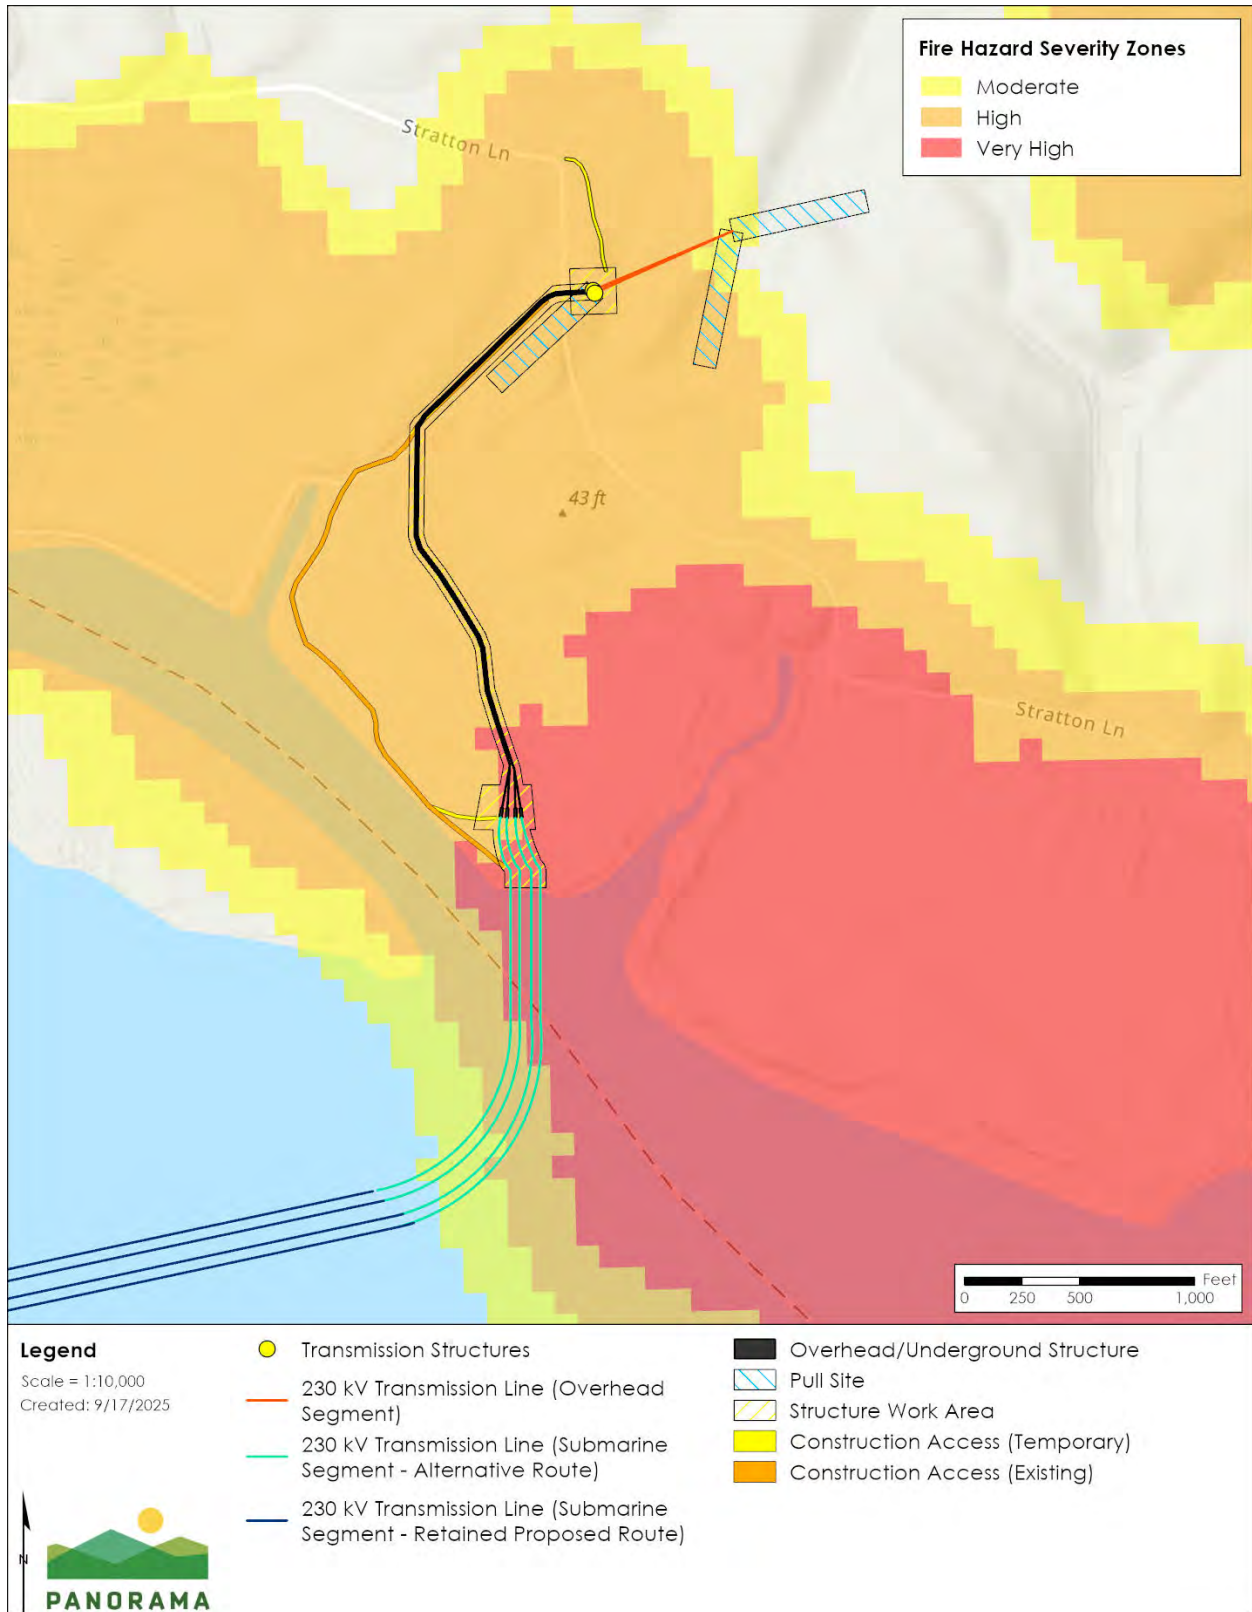 Fire Hazard Severity Zones
Moderate
High
Very High
Stratton Ln
43 ft
Stratton Ln
Feet
0 250 500 1,000
Legend
Scale = 1:10,000
Created: 9/17/2025
N
PANORAMA
Transmission Structures
230 kV Transmission Line (Overhead
Segment)
230 kV Transmission Line (Submarine
Segment - Alternative Route)
230 kV Transmission Line (Submarine
Segment - Retained Proposed Route)
Overhead/Underground Structure
Pull Site
Structure Work Area
Construction Access (Temporary)
Construction Access (Existing)